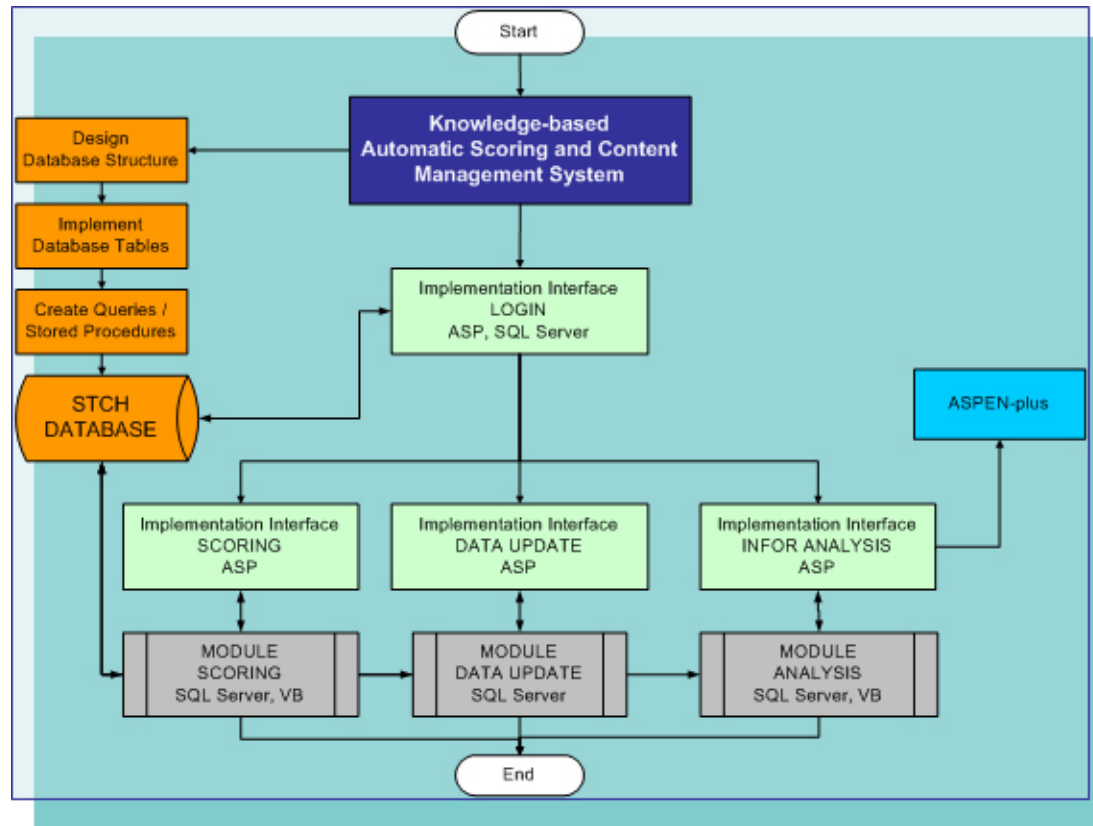 Start
Knowledge-based
Automatic Scoring and Content
Management System
Design
Database Structure
Implement
Database Tables
Create Queries /
Stored Procedures
STCH
DATABASE
Implementation Interface
LOGIN
ASP, SQL Server
ASPEN-plus
Implementation Interface
SCORING
ASP
Implementation Interface
DATA UPDATE
ASP
Implementation Interface
INFOR ANALYSIS
ASP
MODULE
SCORING
SQL Server, VB
MODULE
DATA UPDATE
SQL Server
MODULE
ANALYSIS
SQL Server, VB
End